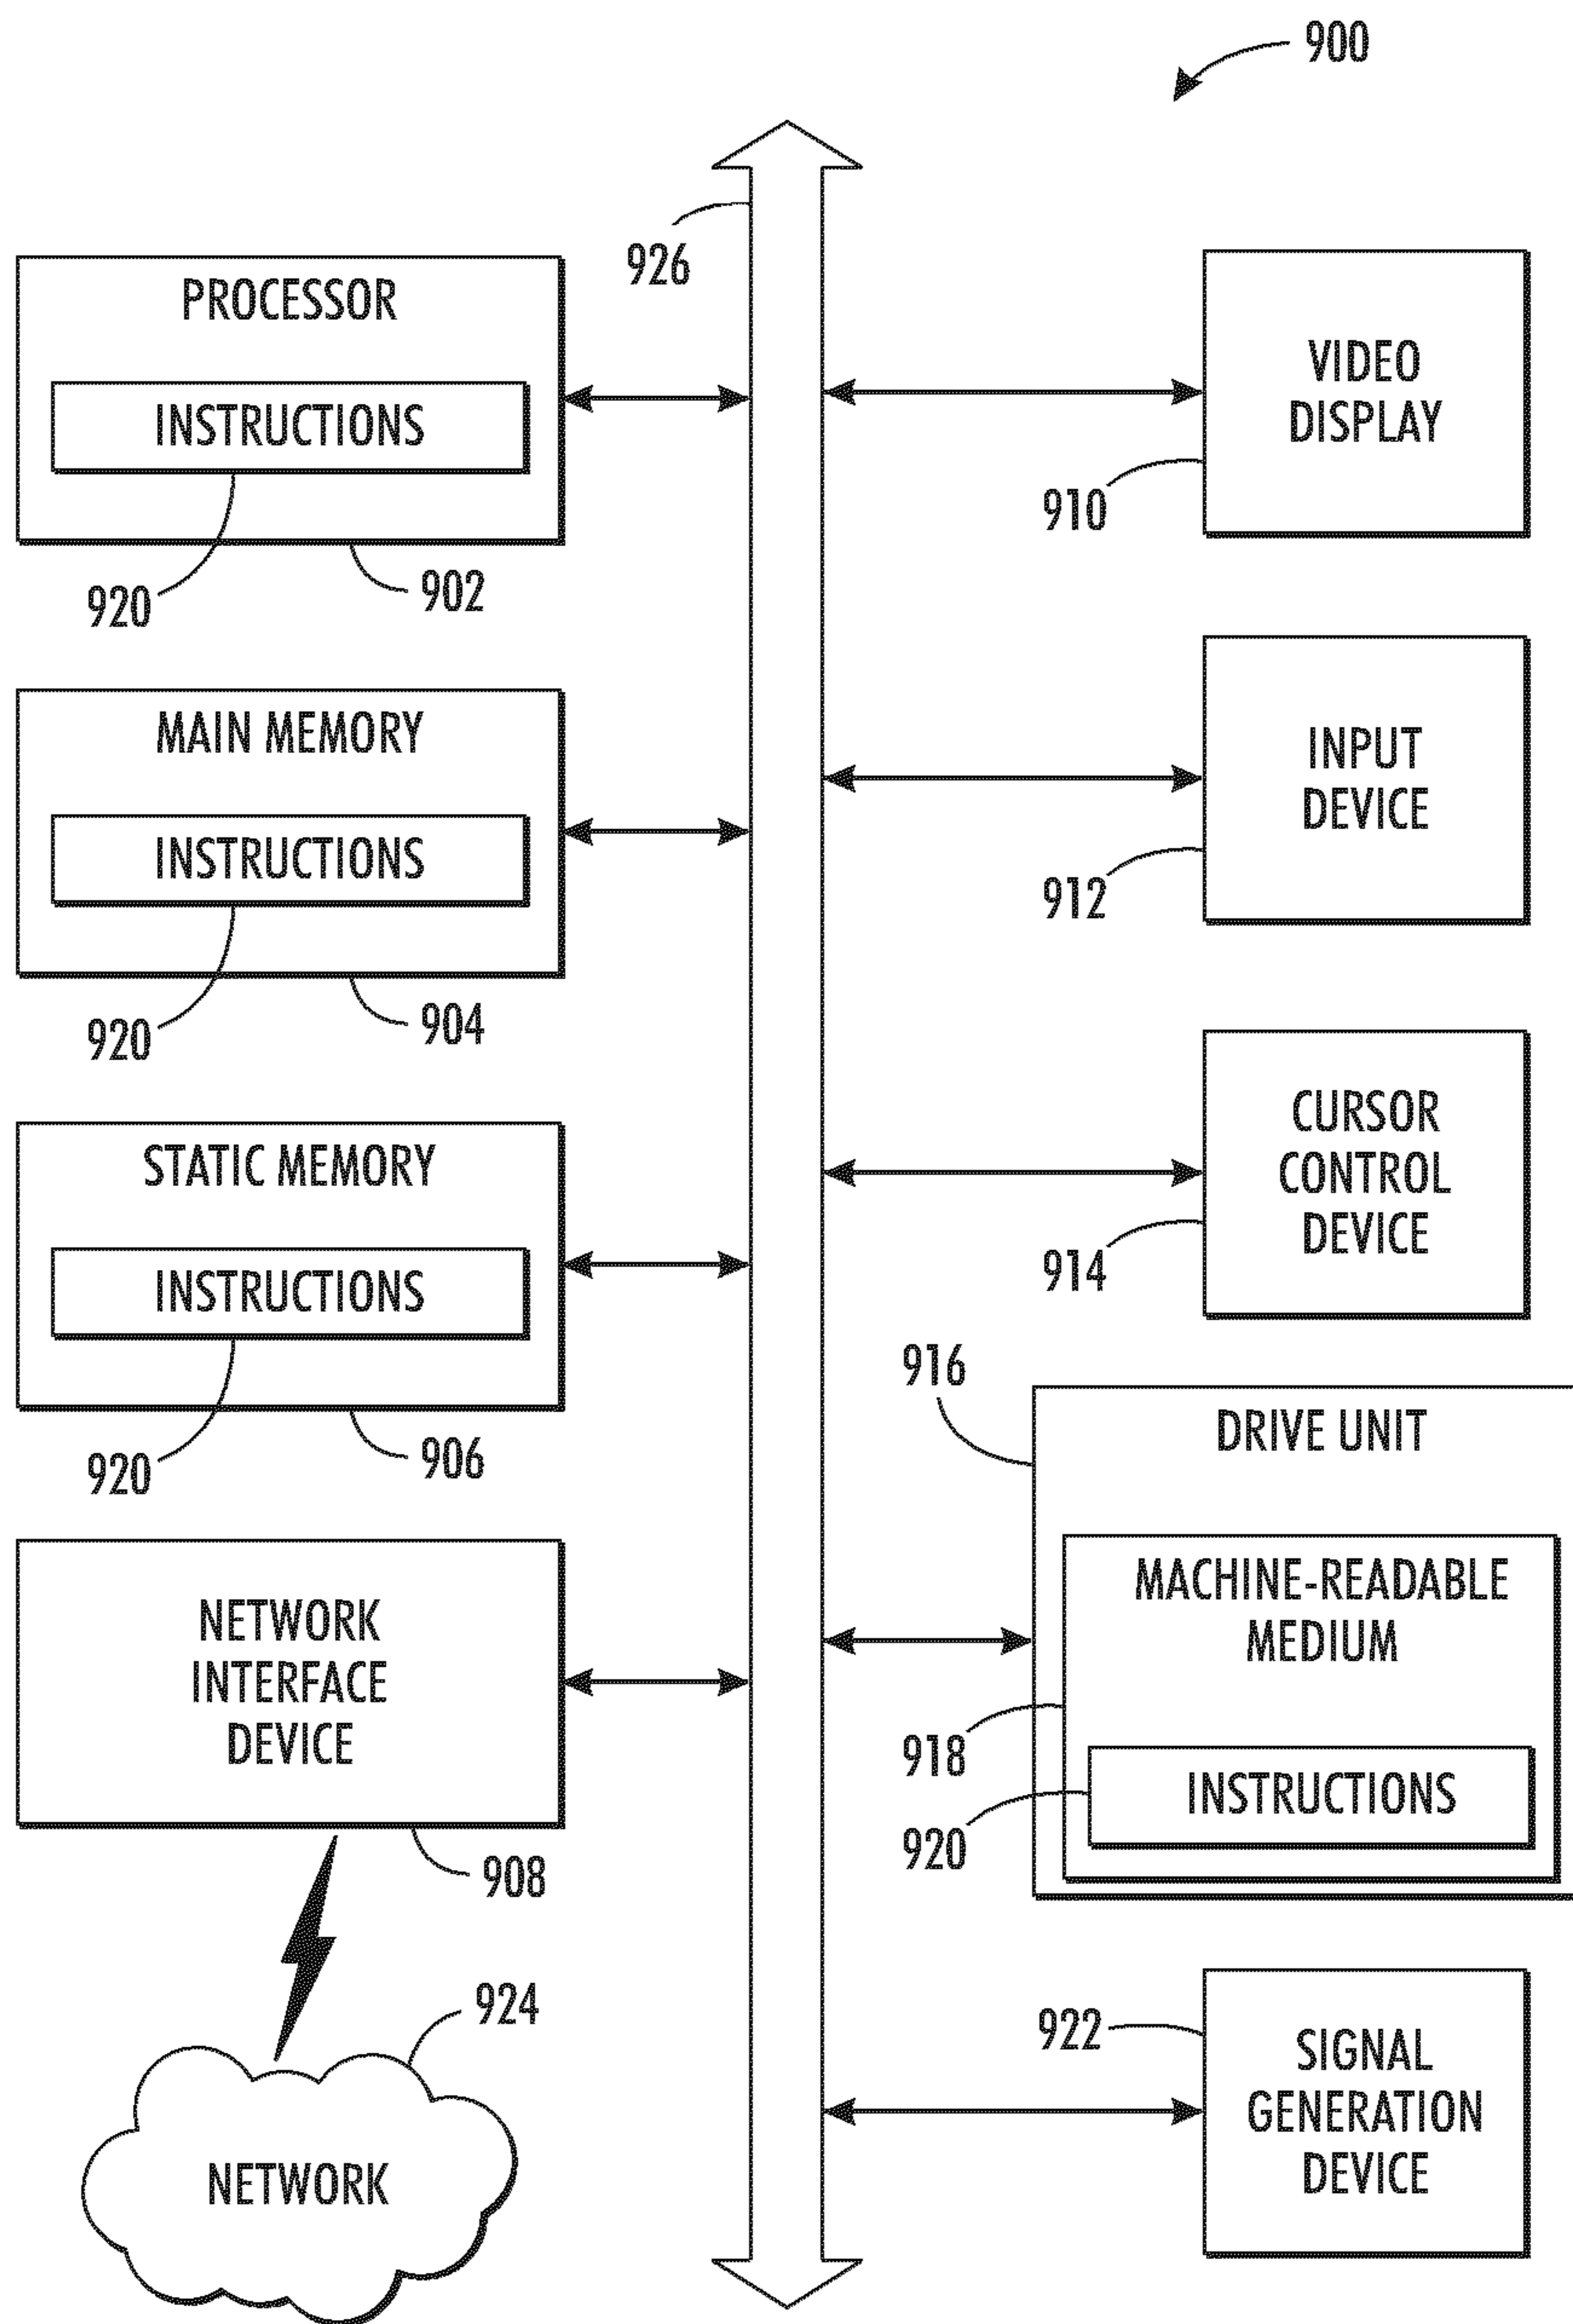 900
926
PROCESSOR
INSTRUCTIONS
920
902
MAIN MEMORY
INSTRUCTIONS
920
904
STATIC MEMORY
INSTRUCTIONS
920
906
NETWORK
INTERFACE
DEVICE
908
924
NETWORK
VIDEO
DISPLAY
910
INPUT
DEVICE
912
CURSOR
CONTROL
DEVICE
914
916
DRIVE UNIT
MACHINE-READABLE
MEDIUM
918
INSTRUCTIONS
920
922
SIGNAL
GENERATION
DEVICE